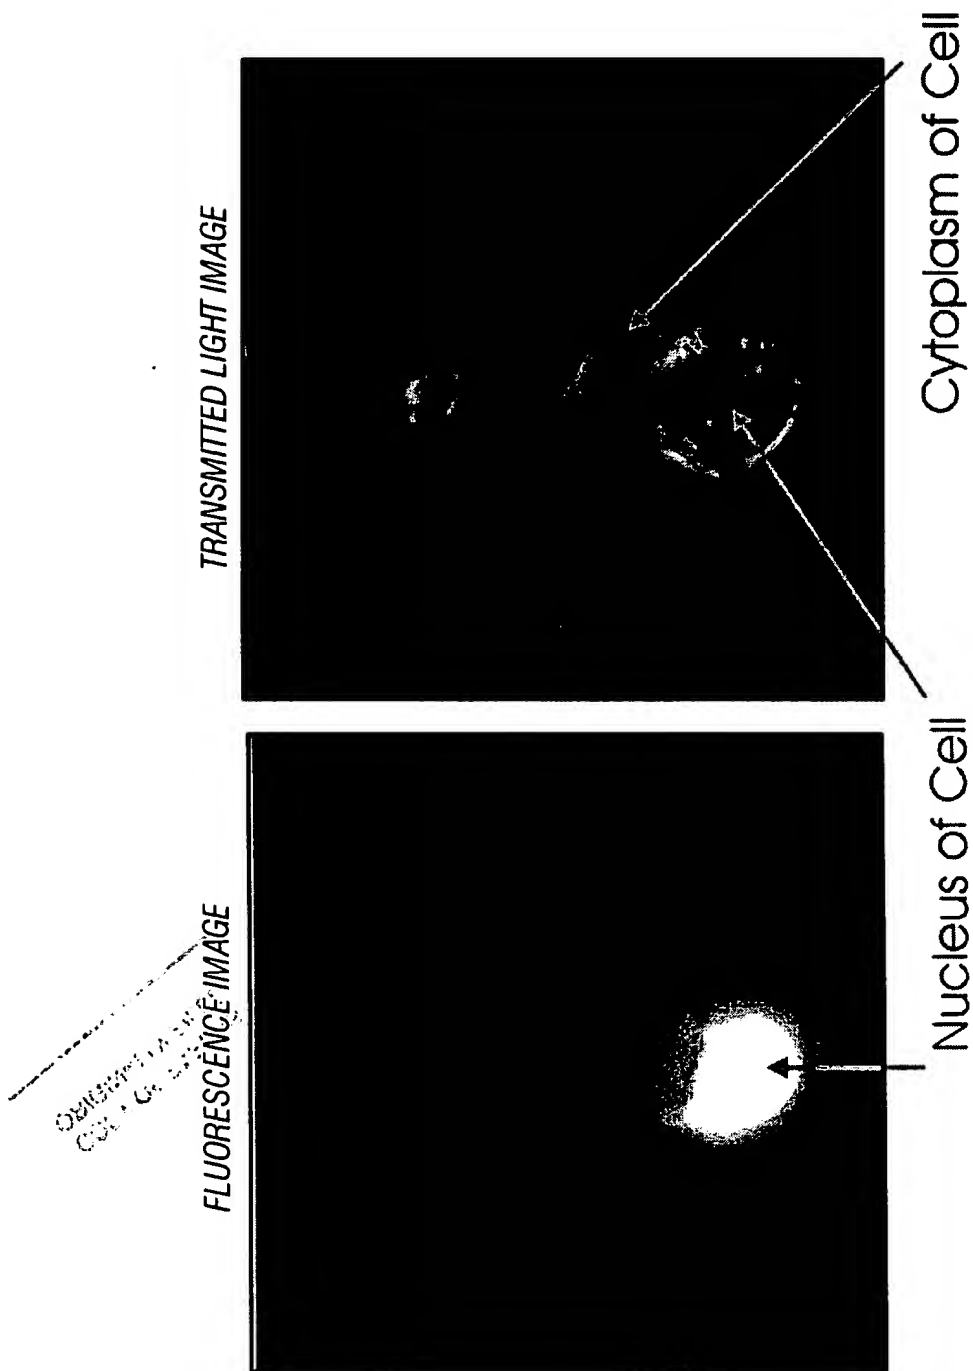 FLUORESCENCE IMAGE
TRANSMITTED LIGHT IMAGE
Nucleus of Cell
Cytoplasm of Cell